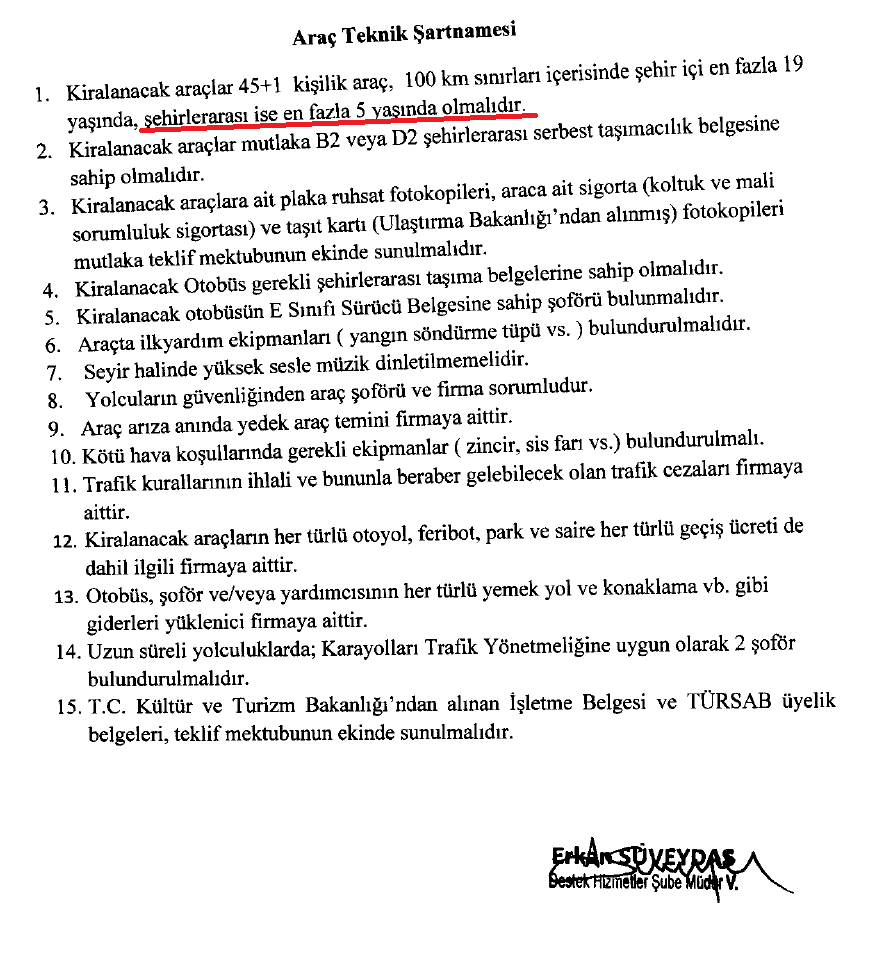 Araç Teknik Şartnamesi
1. Kiralanacak araçlar 45+1 kişilik araç, 100 km sınırları içerisinde şehir içi en fazla 19
yaşında, şehirlerarası ise en fazla 5 yaşında olmalıdır.
2. Kiralanacak araçlar mutlaka B2 veya D2 şehirlerarası serbest taşımacılık belgesine
sahip olmalıdır.
3. Kiralanacak araçlara ait plaka ruhsat fotokopileri, araca ait sigorta (koltuk ve mali
sorumluluk sigortası) ve taşıt kartı (Ulaştırma Bakanlığı'ndan alınmış) fotokopileri
mutlaka teklif mektubunun ekinde sunulmalıdır.
4. Kiralanacak Otobüs gerekli şehirlerarası taşıma belgelerine sahip olmalıdır.
5. Kiralanacak otobüsün E Sınıfı Sürücü Belgesine sahip şoförü bulunmalıdır.
6. Araçta ilkyardım ekipmanları ( yangın söndürme tüpü vs. ) bulundurulmalıdır.
7. Seyir halinde yüksek sesle müzik dinletilmemelidir.
8. Yolcuların güvenliğinden araç şoförü ve firma sorumludur.
9. Araç arıza anında yedek araç temini firmaya aittir.
10. Kötü hava koşullarında gerekli ekipmanlar ( zincir, sis farı vs.) bulundurulmalı.
11. Trafik kurallarının ihlali ve bununla beraber gelebilecek olan trafik cezaları firmaya
aittir.
12. Kiralanacak araçların her türlü otoyol, feribot, park ve saire her türlü geçiş ücreti de
dahil ilgili firmaya aittir.
13. Otobüs, şoför ve/veya yardımcısının her türlü yemek yol ve konaklama vb. gibi
giderleri yüklenici firmaya aittir.
14. Uzun süreli yolculuklarda; Karayolları Trafik Yönetmeliğine uygun olarak 2 şoför
bulundurulmalıdır.
15. T.C. Kültür ve Turizm Bakanlığı'ndan alınan İşletme Belgesi ve TÜRSAB üyelik
belgeleri, teklif mektubunun ekinde sunulmalıdır.
Erkan SÜVEYDAŞ
Destek Hizmetler Şube Müdür V.